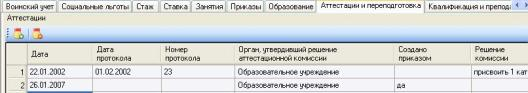 Воинский учет Социальные льготы Стаж Ставка Занятия Приказы Образование Аттестации и переподготовка Квалификация и препода
Аттестации
Дата Дата протокола Номер протокола Орган, утвердивший решение аттестационной комиссии Создано приказом Решение комиссии
1 22.01.2002 01.02.2002 23 Образовательное учреждение присвоить 1 кат
2 26.01.2007 Образовательное учреждение да